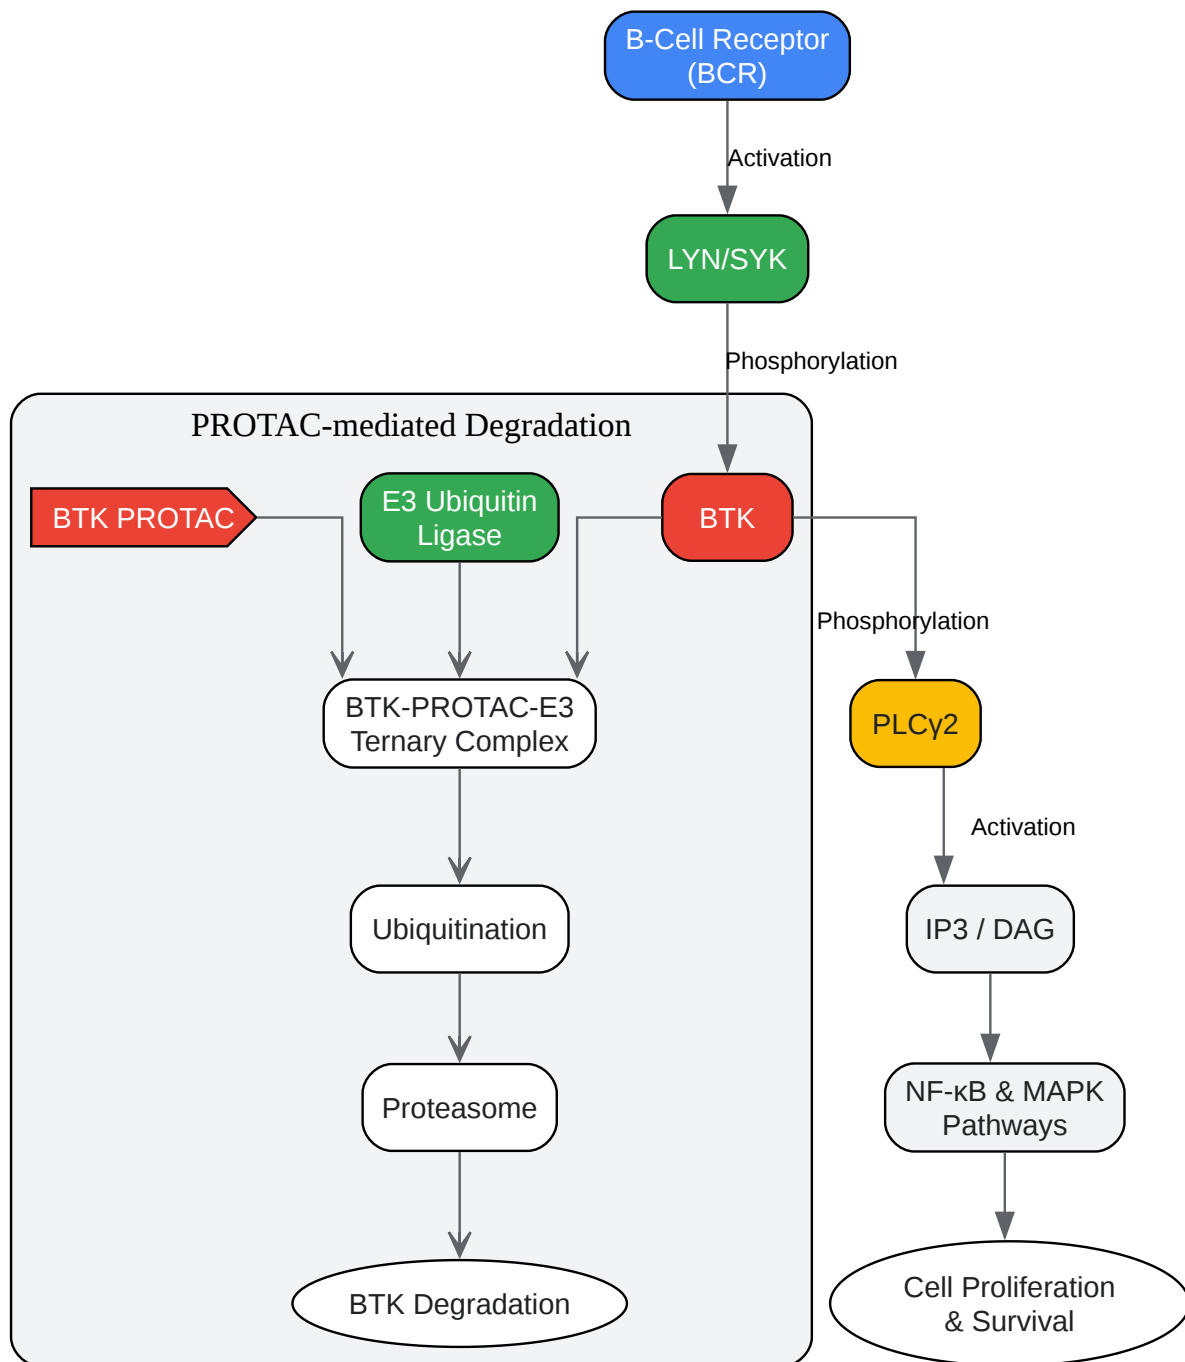 B-Cell Receptor
(BCR)
Activation
LYN/SYK
Phosphorylation
PROTAC-mediated Degradation
BTK PROTAC
E3 Ubiquitin
Ligase
BTK
Phosphorylation
BTK-PROTAC-E3
Ternary Complex
PLCγ2
Activation
Ubiquitination
IP3 / DAG
Proteasome
NF-κB & MAPK
Pathways
BTK Degradation
Cell Proliferation
& Survival